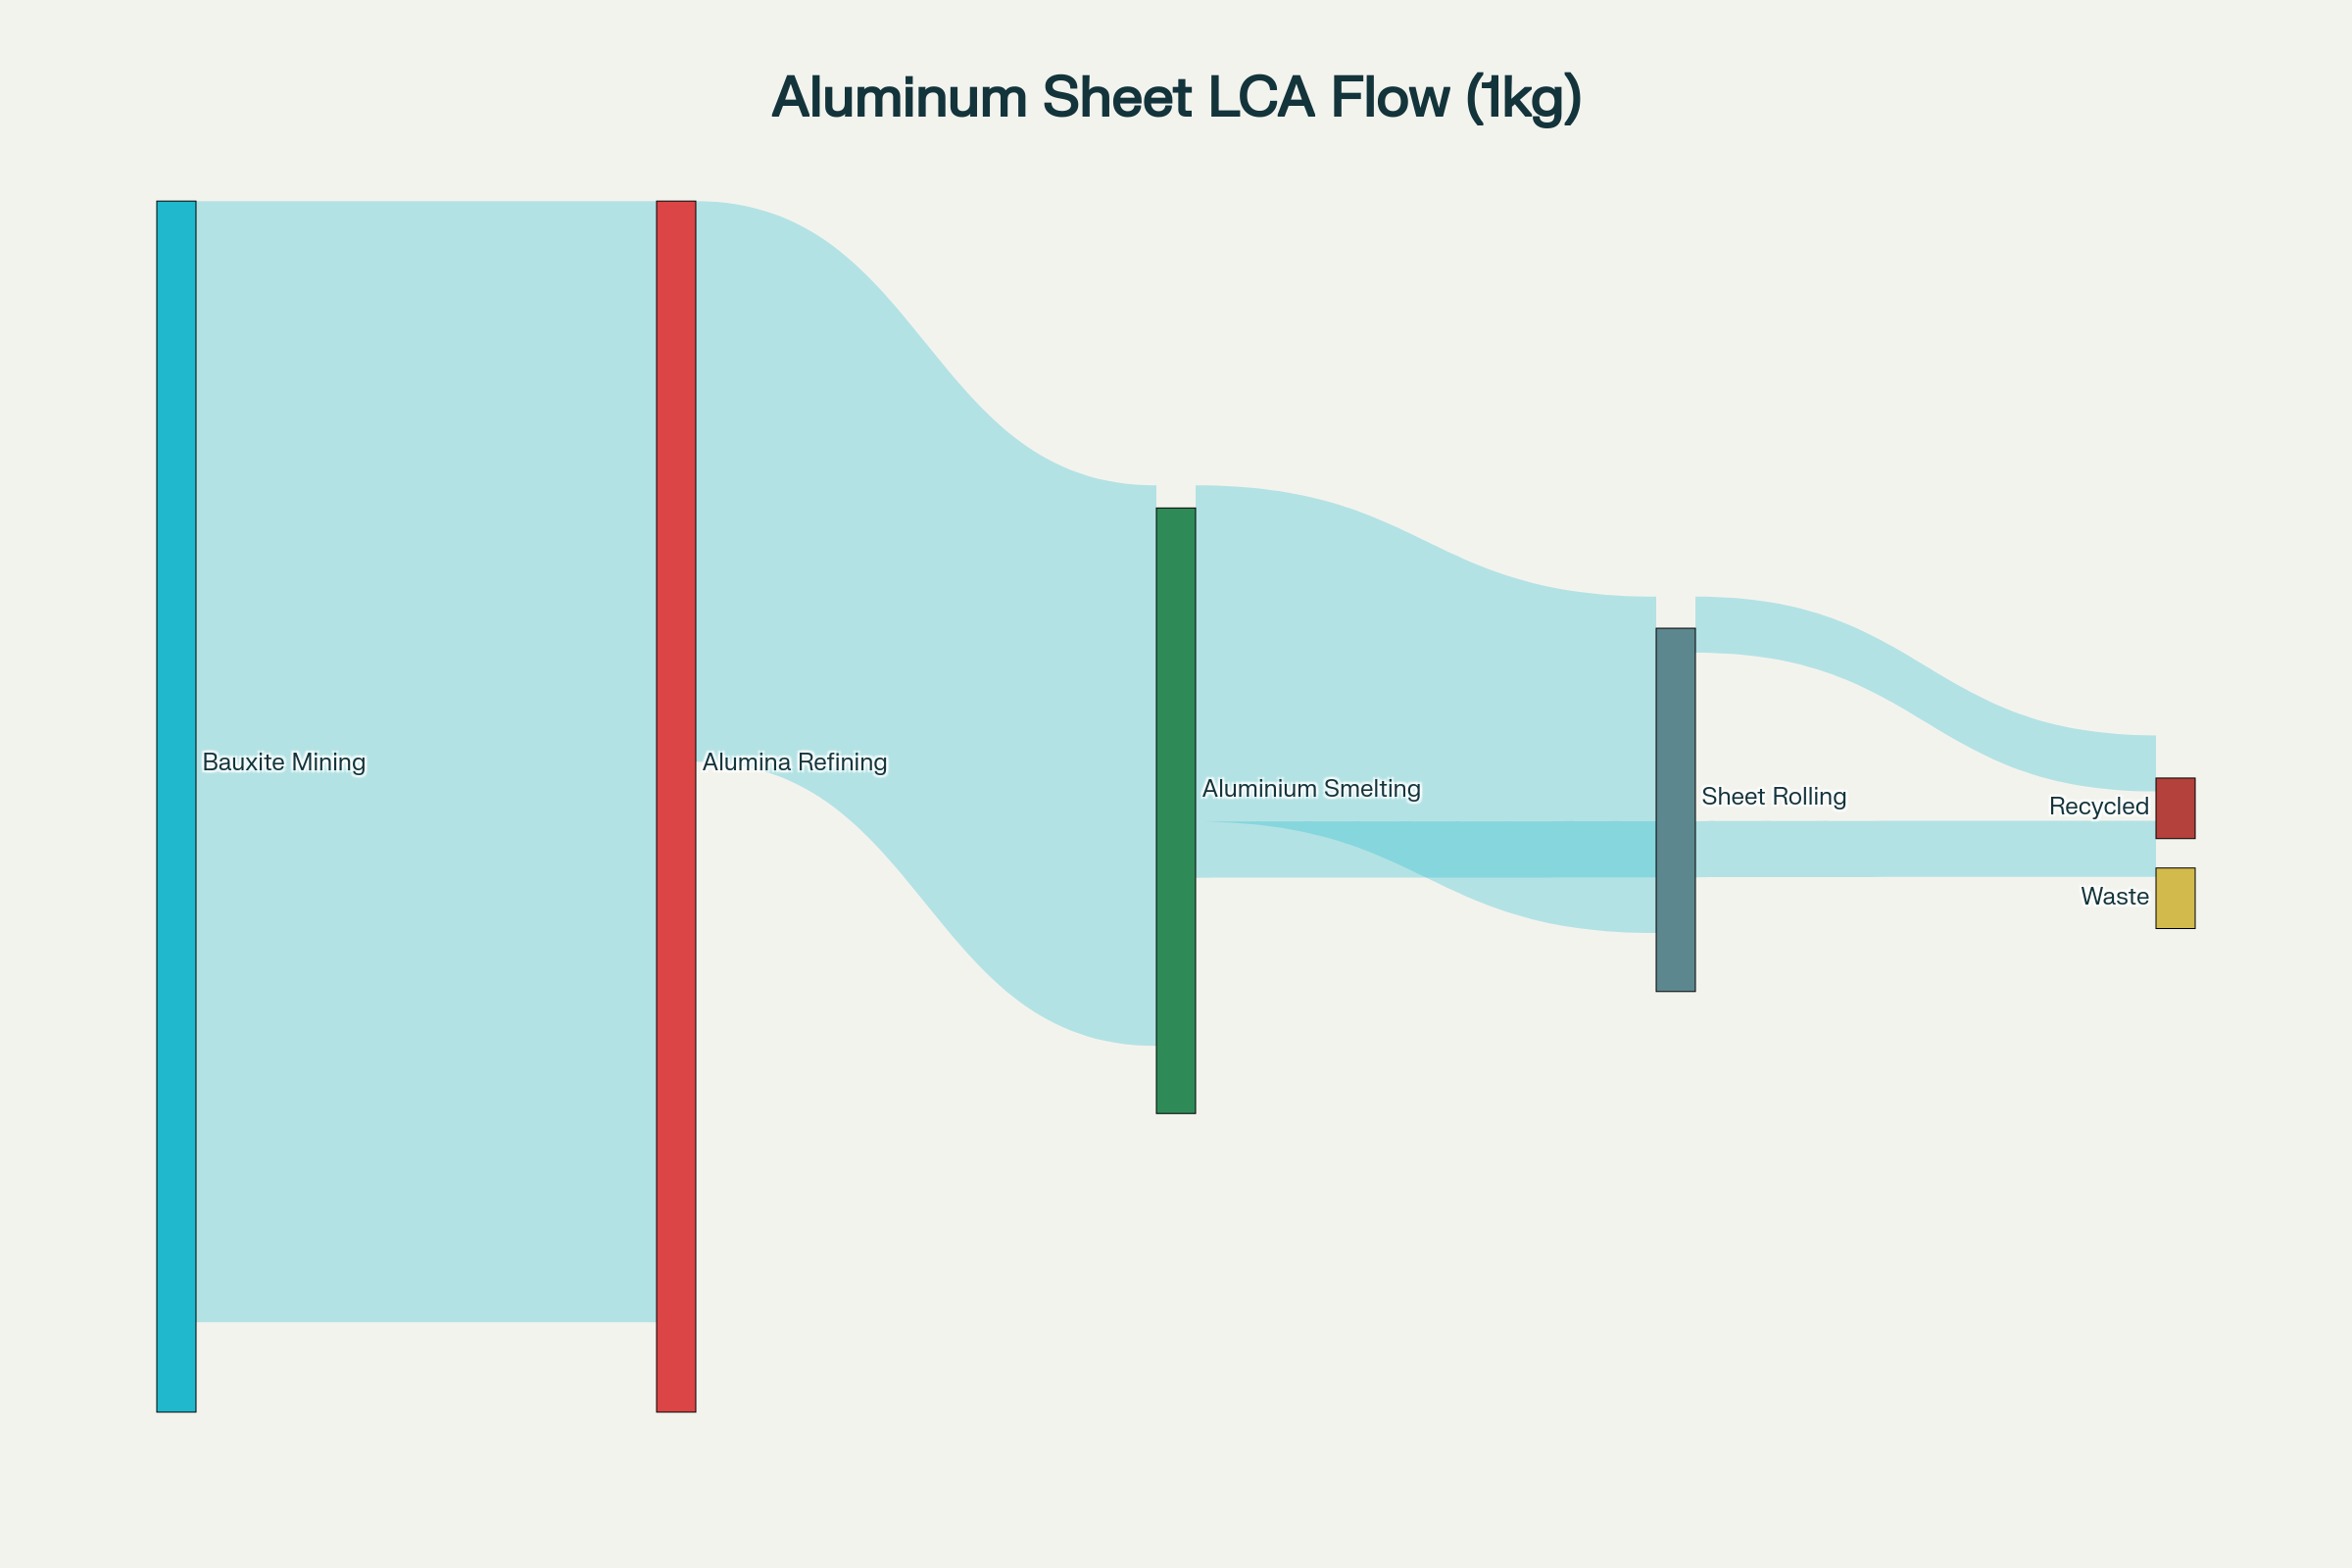 Aluminum Sheet LCA Flow (1kg)
Bauxite Mining
Alumina Refining
Aluminium Smelting
Sheet Rolling
Recycled
Waste